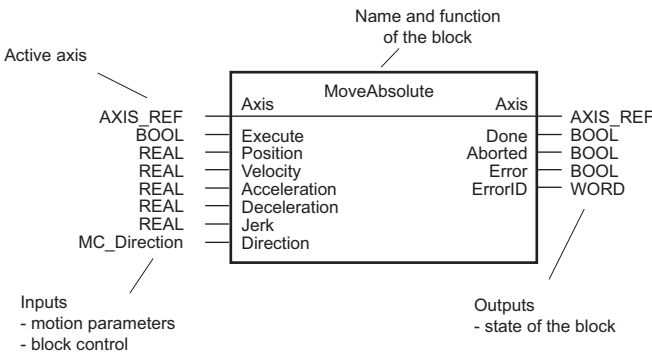 Name and function
of the block
Active axis
MoveAbsolute
Axis Axis
AXIS_REF AXIS_REF
BOOL Execute Done BOOL
REAL Position Aborted BOOL
REAL Velocity Error BOOL
REAL Acceleration ErrorID WORD
REAL Deceleration
REAL Jerk
MC_Direction Direction
Inputs
- motion parameters
- block control
Outputs
- state of the block